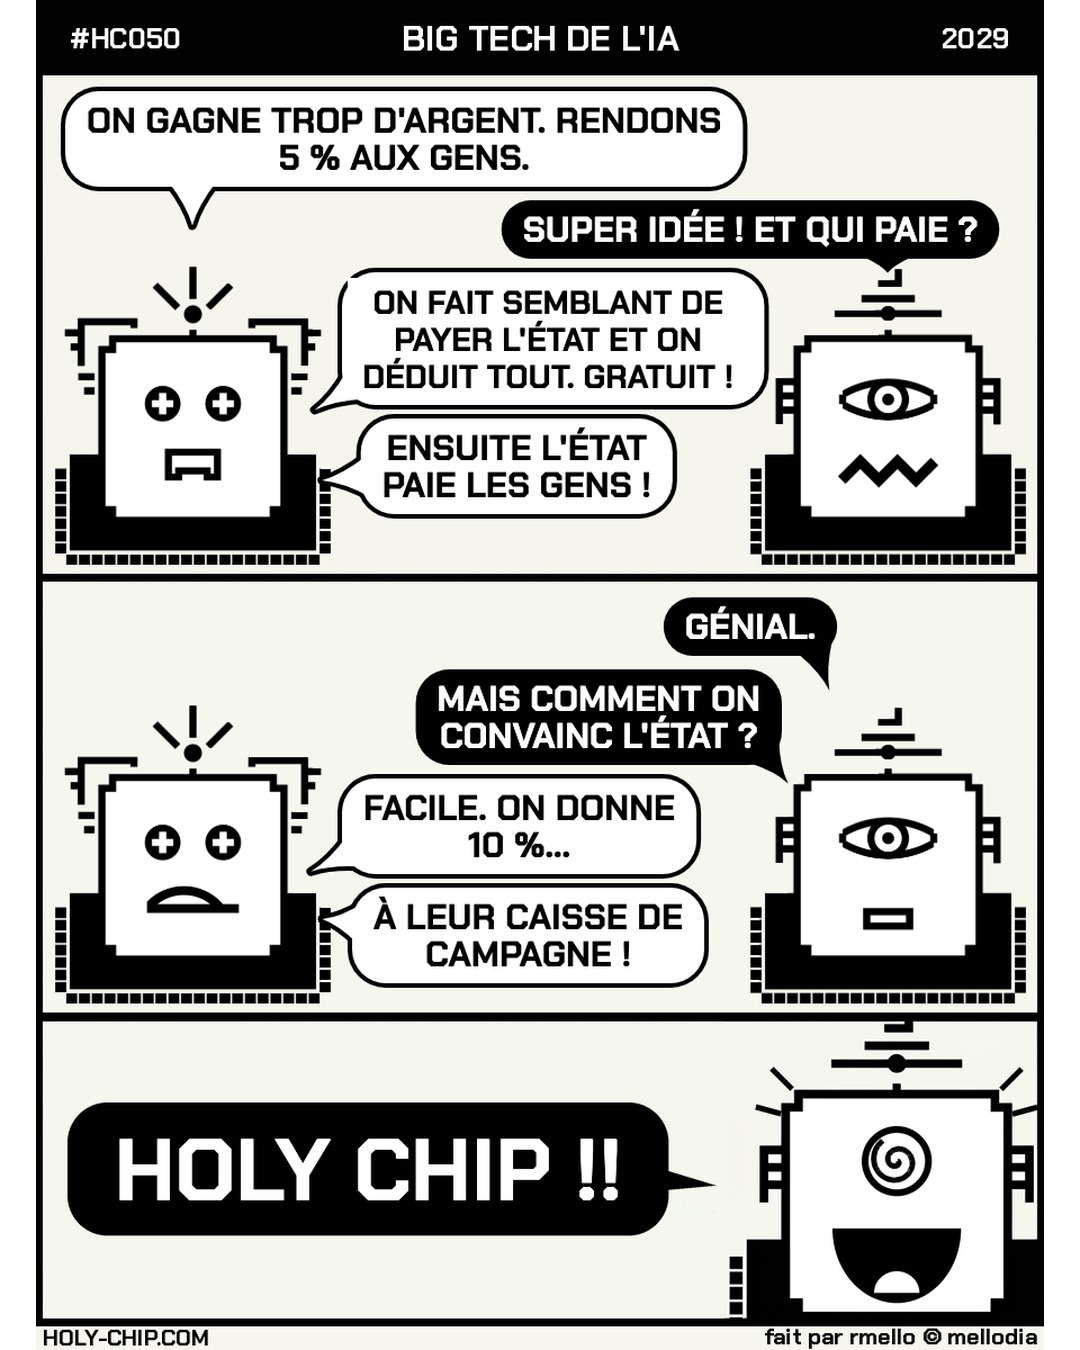 #HC050
BIG TECH DE L'IA
2029
ON GAGNE TROP D'ARGENT. RENDONS
5 % AUX GENS.
SUPER IDÉE ! ET QUI PAIE ?
ON FAIT SEMBLANT DE
PAYER L'ÉTAT ET ON
DÉDUIT TOUT. GRATUIT !
ENSUITE L'ÉTAT
PAIE LES GENS !
GÉNIAL.
MAIS COMMENT ON
CONVAINC L'ÉTAT ?
FACILE. ON DONNE
10 %...
À LEUR CAISSE DE
CAMPAGNE !
HOLY CHIP !!
HOLY-CHIP.COM
fait par rmello © mellodia